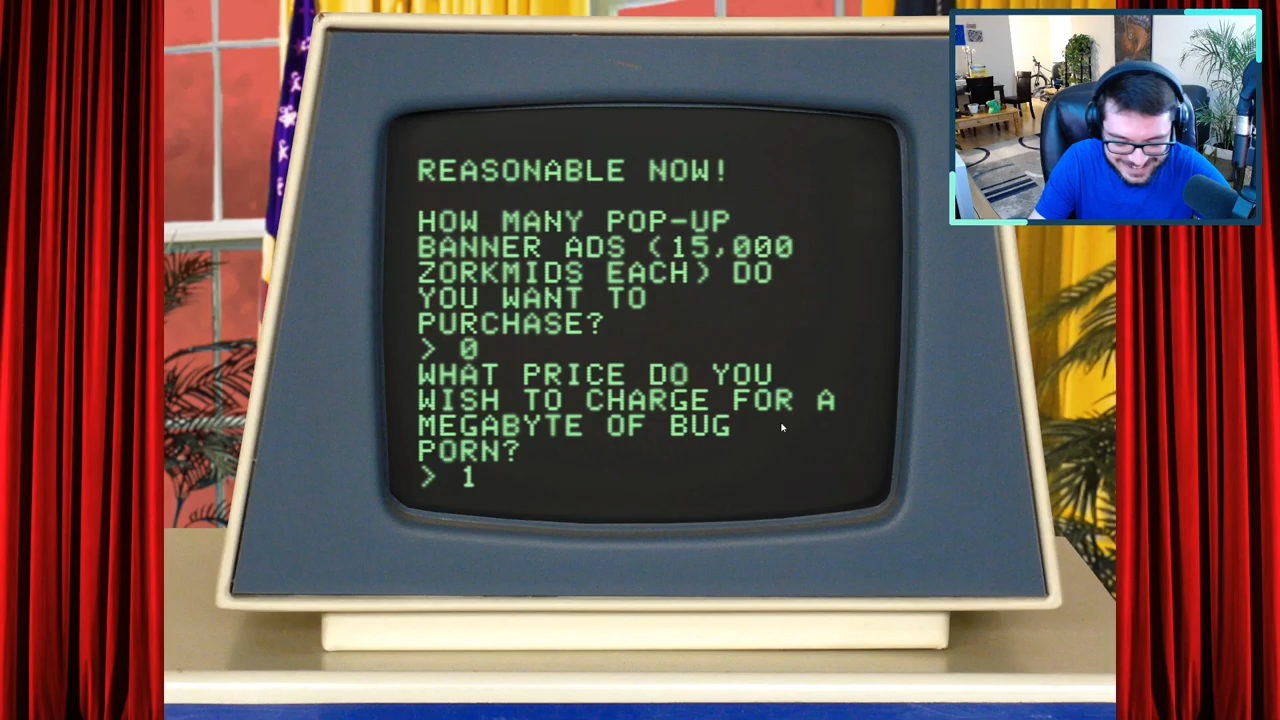 REASONABLE NOW!
HOW MANY POP-UP
BANNER ADS (15,000
ZORKMIDS EACH) DO
YOU WANT TO
PURCHASE?
> 0
WHAT PRICE DO YOU
WISH TO CHARGE FOR A
MEGABYTE OF BUG
PORN?
> 1